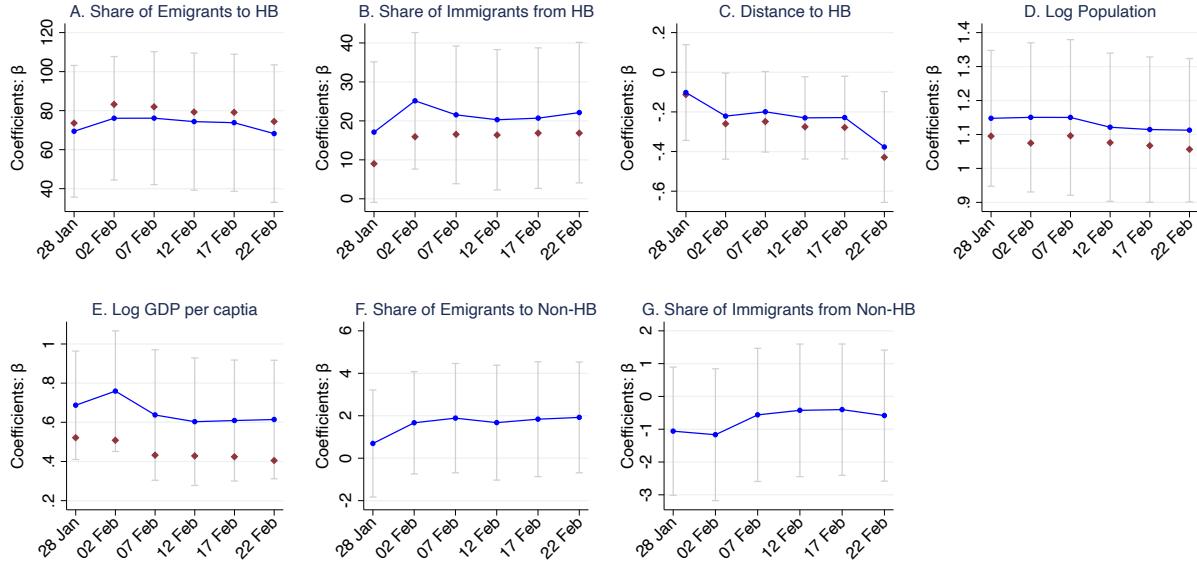 A. Share of Emigrants to HB
Coefficients: β
120
100
80
60
40
28 Jan
02 Feb
07 Feb
12 Feb
17 Feb
22 Feb
B. Share of Immigrants from HB
Coefficients: β
40
30
20
10
0
28 Jan
02 Feb
07 Feb
12 Feb
17 Feb
22 Feb
C. Distance to HB
Coefficients: β
.2
0
-.2
-.4
-.6
28 Jan
02 Feb
07 Feb
12 Feb
17 Feb
22 Feb
D. Log Population
Coefficients: β
1.4
1.3
1.2
1.1
1
.9
28 Jan
02 Feb
07 Feb
12 Feb
17 Feb
22 Feb
E. Log GDP per captia
Coefficients: β
1
.8
.6
.4
.2
28 Jan
02 Feb
07 Feb
12 Feb
17 Feb
22 Feb
F. Share of Emigrants to Non-HB
Coefficients: β
6
4
2
0
-2
28 Jan
02 Feb
07 Feb
12 Feb
17 Feb
22 Feb
G. Share of Immigrants from Non-HB
Coefficients: β
2
1
0
-1
-2
-3
28 Jan
02 Feb
07 Feb
12 Feb
17 Feb
22 Feb